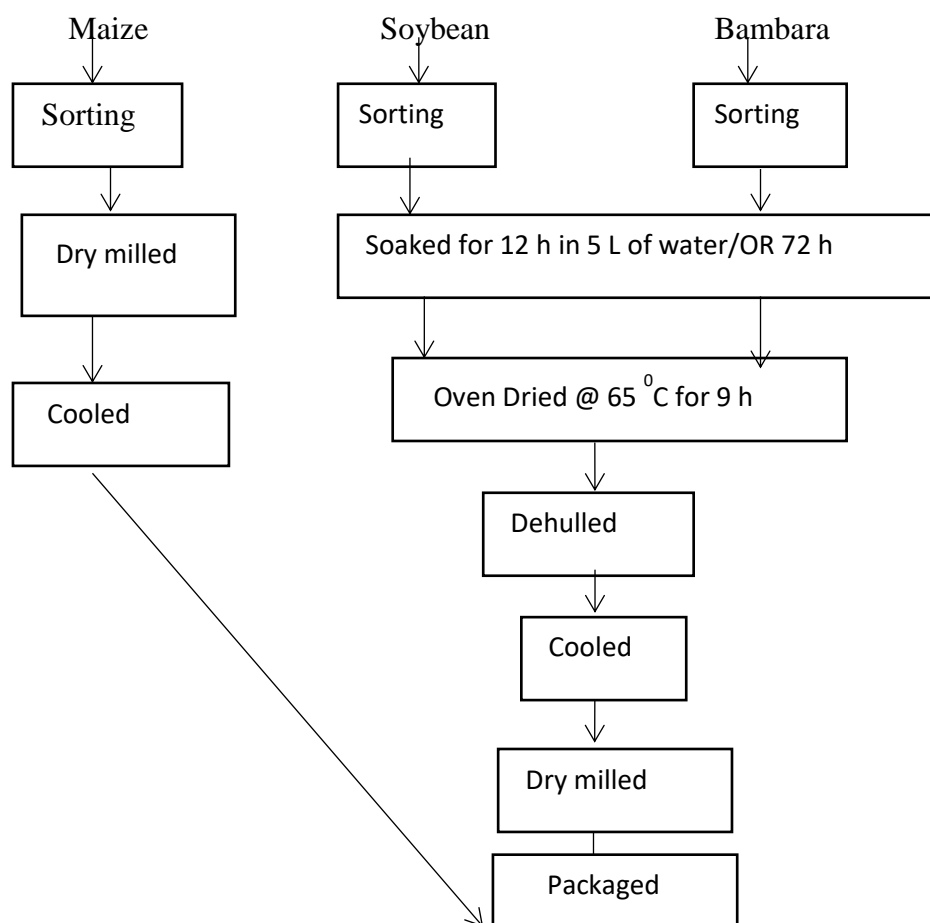 Maize
Soybean
Bambara
Sorting
Sorting
Sorting
Dry milled
Soaked for 12 h in 5 L of water/OR 72 h
Oven Dried @ 65 ⁰C for 9 h
Cooled
Dehulled
Cooled
Dry milled
Packaged